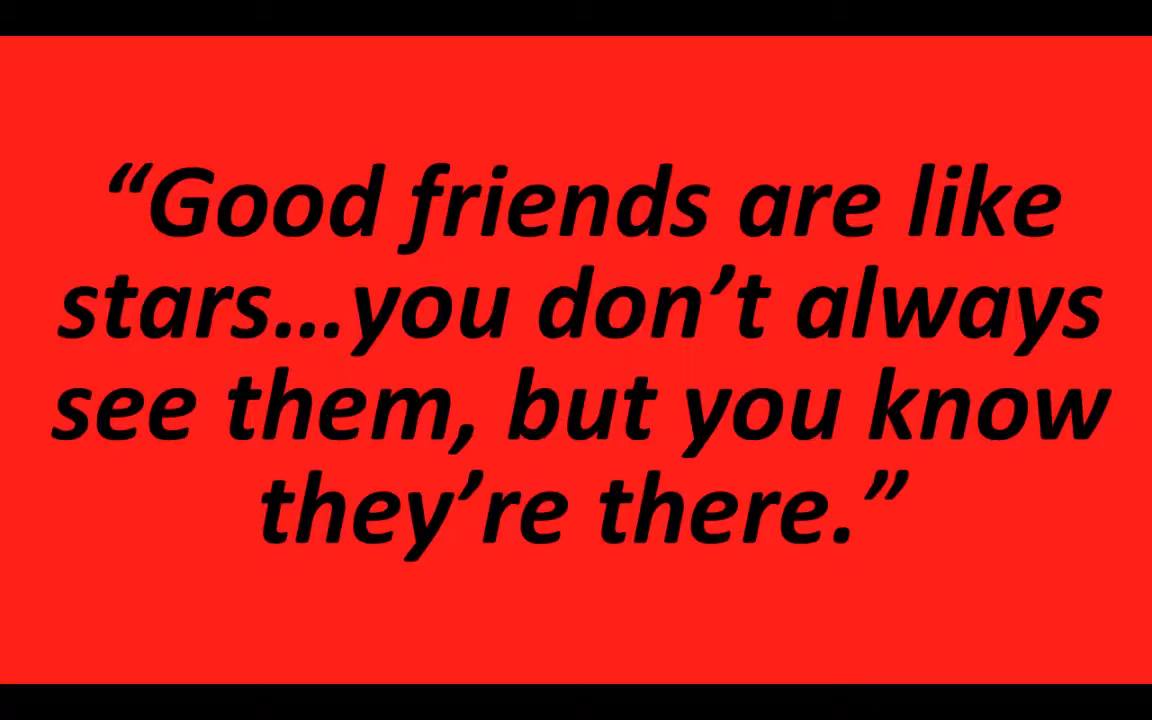 “Good friends are like
stars…you don’t always
see them, but you know
they’re there.”